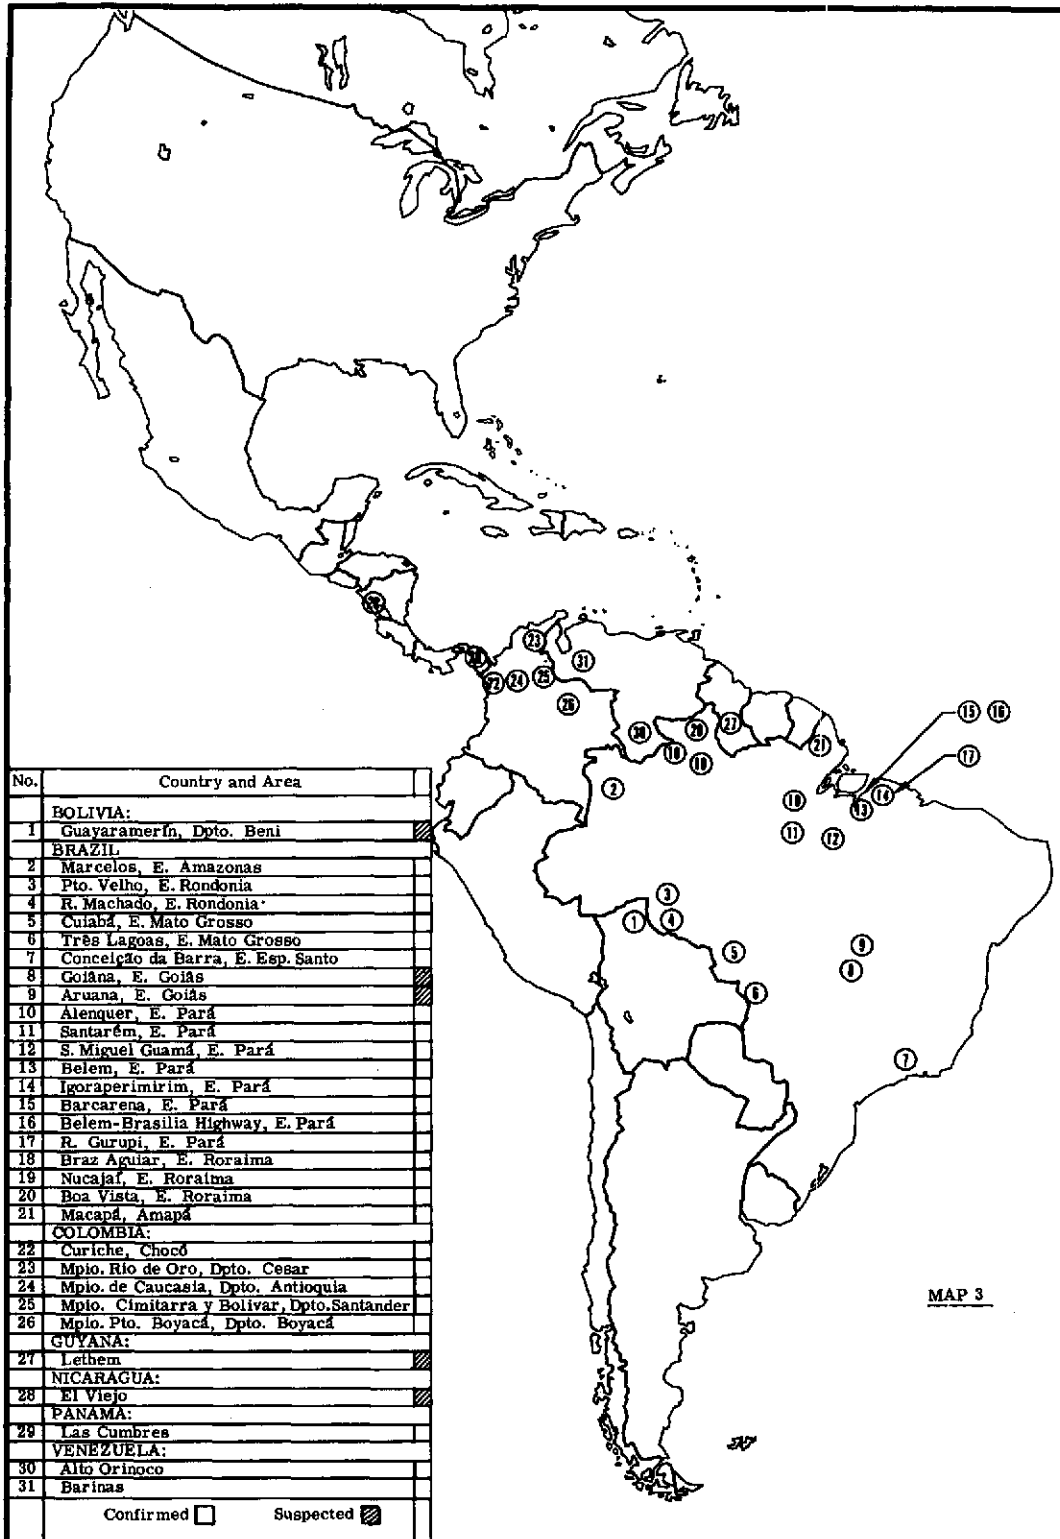 15 16
17
23
31
22 24 25
26
27
30
21
2
14
10
13
11
12
3
1 4
5
9
8
6
7
MAP 3
No. Country and Area
BOLIVIA:
1 Guayaramerín, Dpto. Beni
BRAZIL
2 Marcelos, E. Amazonas
3 Pto. Velho, E. Rondonia
4 R. Machado, E. Rondonia
5 Cuiabá, E. Mato Grosso
6 Três Lagoas, E. Mato Grosso
7 Conceição da Barra, E. Esp. Santo
8 Goiâna, E. Goiás
9 Aruana, E. Goiás
10 Alenquer, E. Pará
11 Santarém, E. Pará
12 S. Miguel Guamá, E. Pará
13 Belem, E. Pará
14 Igoraperimirim, E. Pará
15 Barcarena, E. Pará
16 Belem-Brasilia Highway, E. Pará
17 R. Gurupi, E. Pará
18 Braz Aguiar, E. Roraima
19 Nucajaí, E. Roraima
20 Boa Vista, E. Roraima
21 Macapá, Amapá
COLOMBIA:
22 Curiche, Chocó
23 Mpio. Rio de Oro, Dpto. Cesar
24 Mpio. de Caucasia, Dpto. Antioquia
25 Mpio. Cimitarra y Bolivar, Dpto. Santander
26 Mpio. Pto. Boyacá, Dpto. Boyacá
GUYANA:
27 Lethem
NICARAGUA:
28 El Viejo
PANAMA:
29 Las Cumbres
VENEZUELA:
30 Alto Orinoco
31 Barinas
Confirmed Suspected